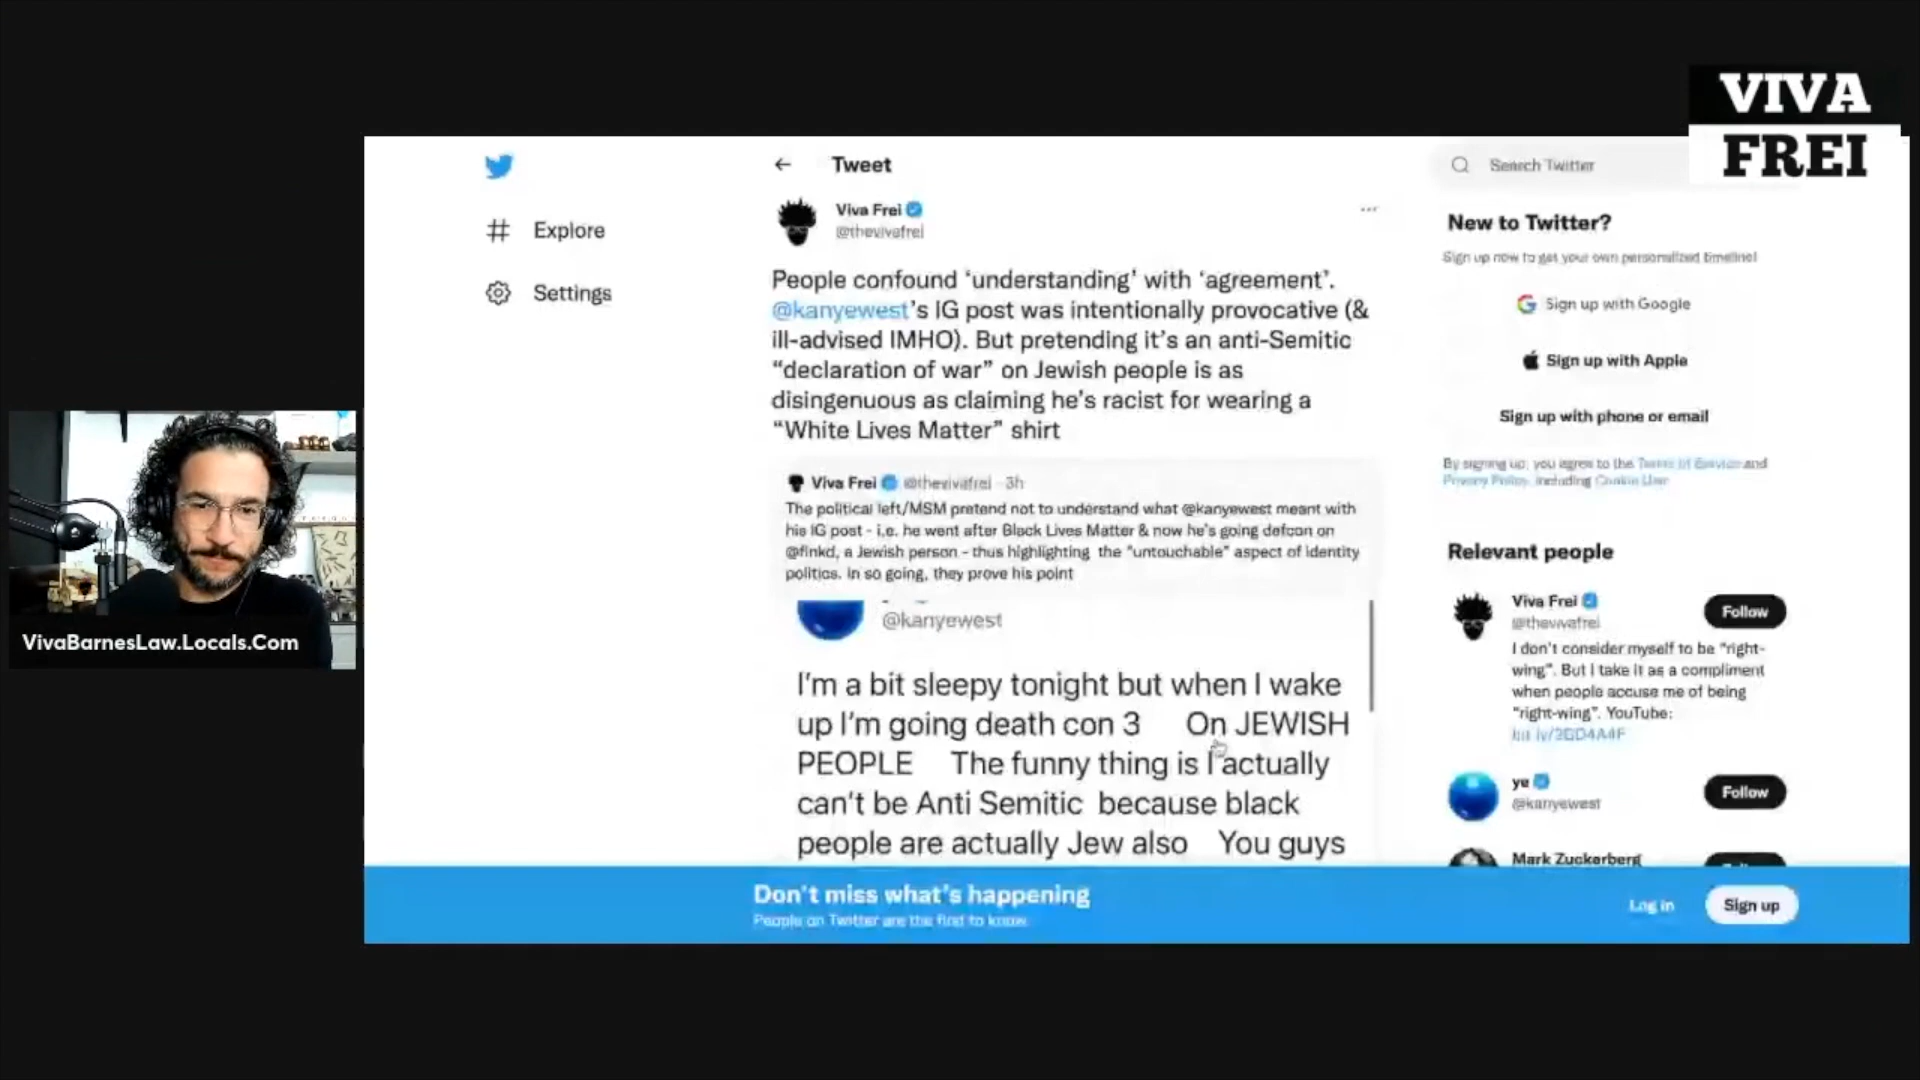 VIVA
FREI
Explore
Settings
Tweet
Viva Frei
@thevivafrei
People confound ‘understanding’ with ‘agreement’.
@kanyewest’s IG post was intentionally provocative (&
ill-advised IMHO). But pretending it’s an anti-Semitic
“declaration of war” on Jewish people is as
disingenuous as claiming he’s racist for wearing a
“White Lives Matter” shirt
Viva Frei @thevivafrei · 3h
The political left/MSM pretend not to understand what @kanyewest meant with
his IG post - i.e. he went after Black Lives Matter & now he’s going defcon on
@finkd, a Jewish person - thus highlighting the "untouchable" aspect of identity
politics. In so going, they prove his point
@kanyewest
I’m a bit sleepy tonight but when I wake
up I’m going death con 3 On JEWISH
PEOPLE The funny thing is I actually
can’t be Anti Semitic because black
people are actually Jew also You guys
Search Twitter
New to Twitter?
Sign up now to get your own personalized timeline!
Sign up with Google
Sign up with Apple
Sign up with phone or email
By signing up, you agree to the Terms of Service and
Privacy Policy, including Cookie Use.
Relevant people
Viva Frei
@thevivafrei
Follow
I don’t consider myself to be “right-
wing”. But I take it as a compliment
when people accuse me of being
“right-wing”. YouTube:
ye
@kanyewest
Follow
Mark Zuckerberg
VivaBarnesLaw.Locals.Com
Don’t miss what’s happening
People on Twitter are the first to know.
Log in
Sign up